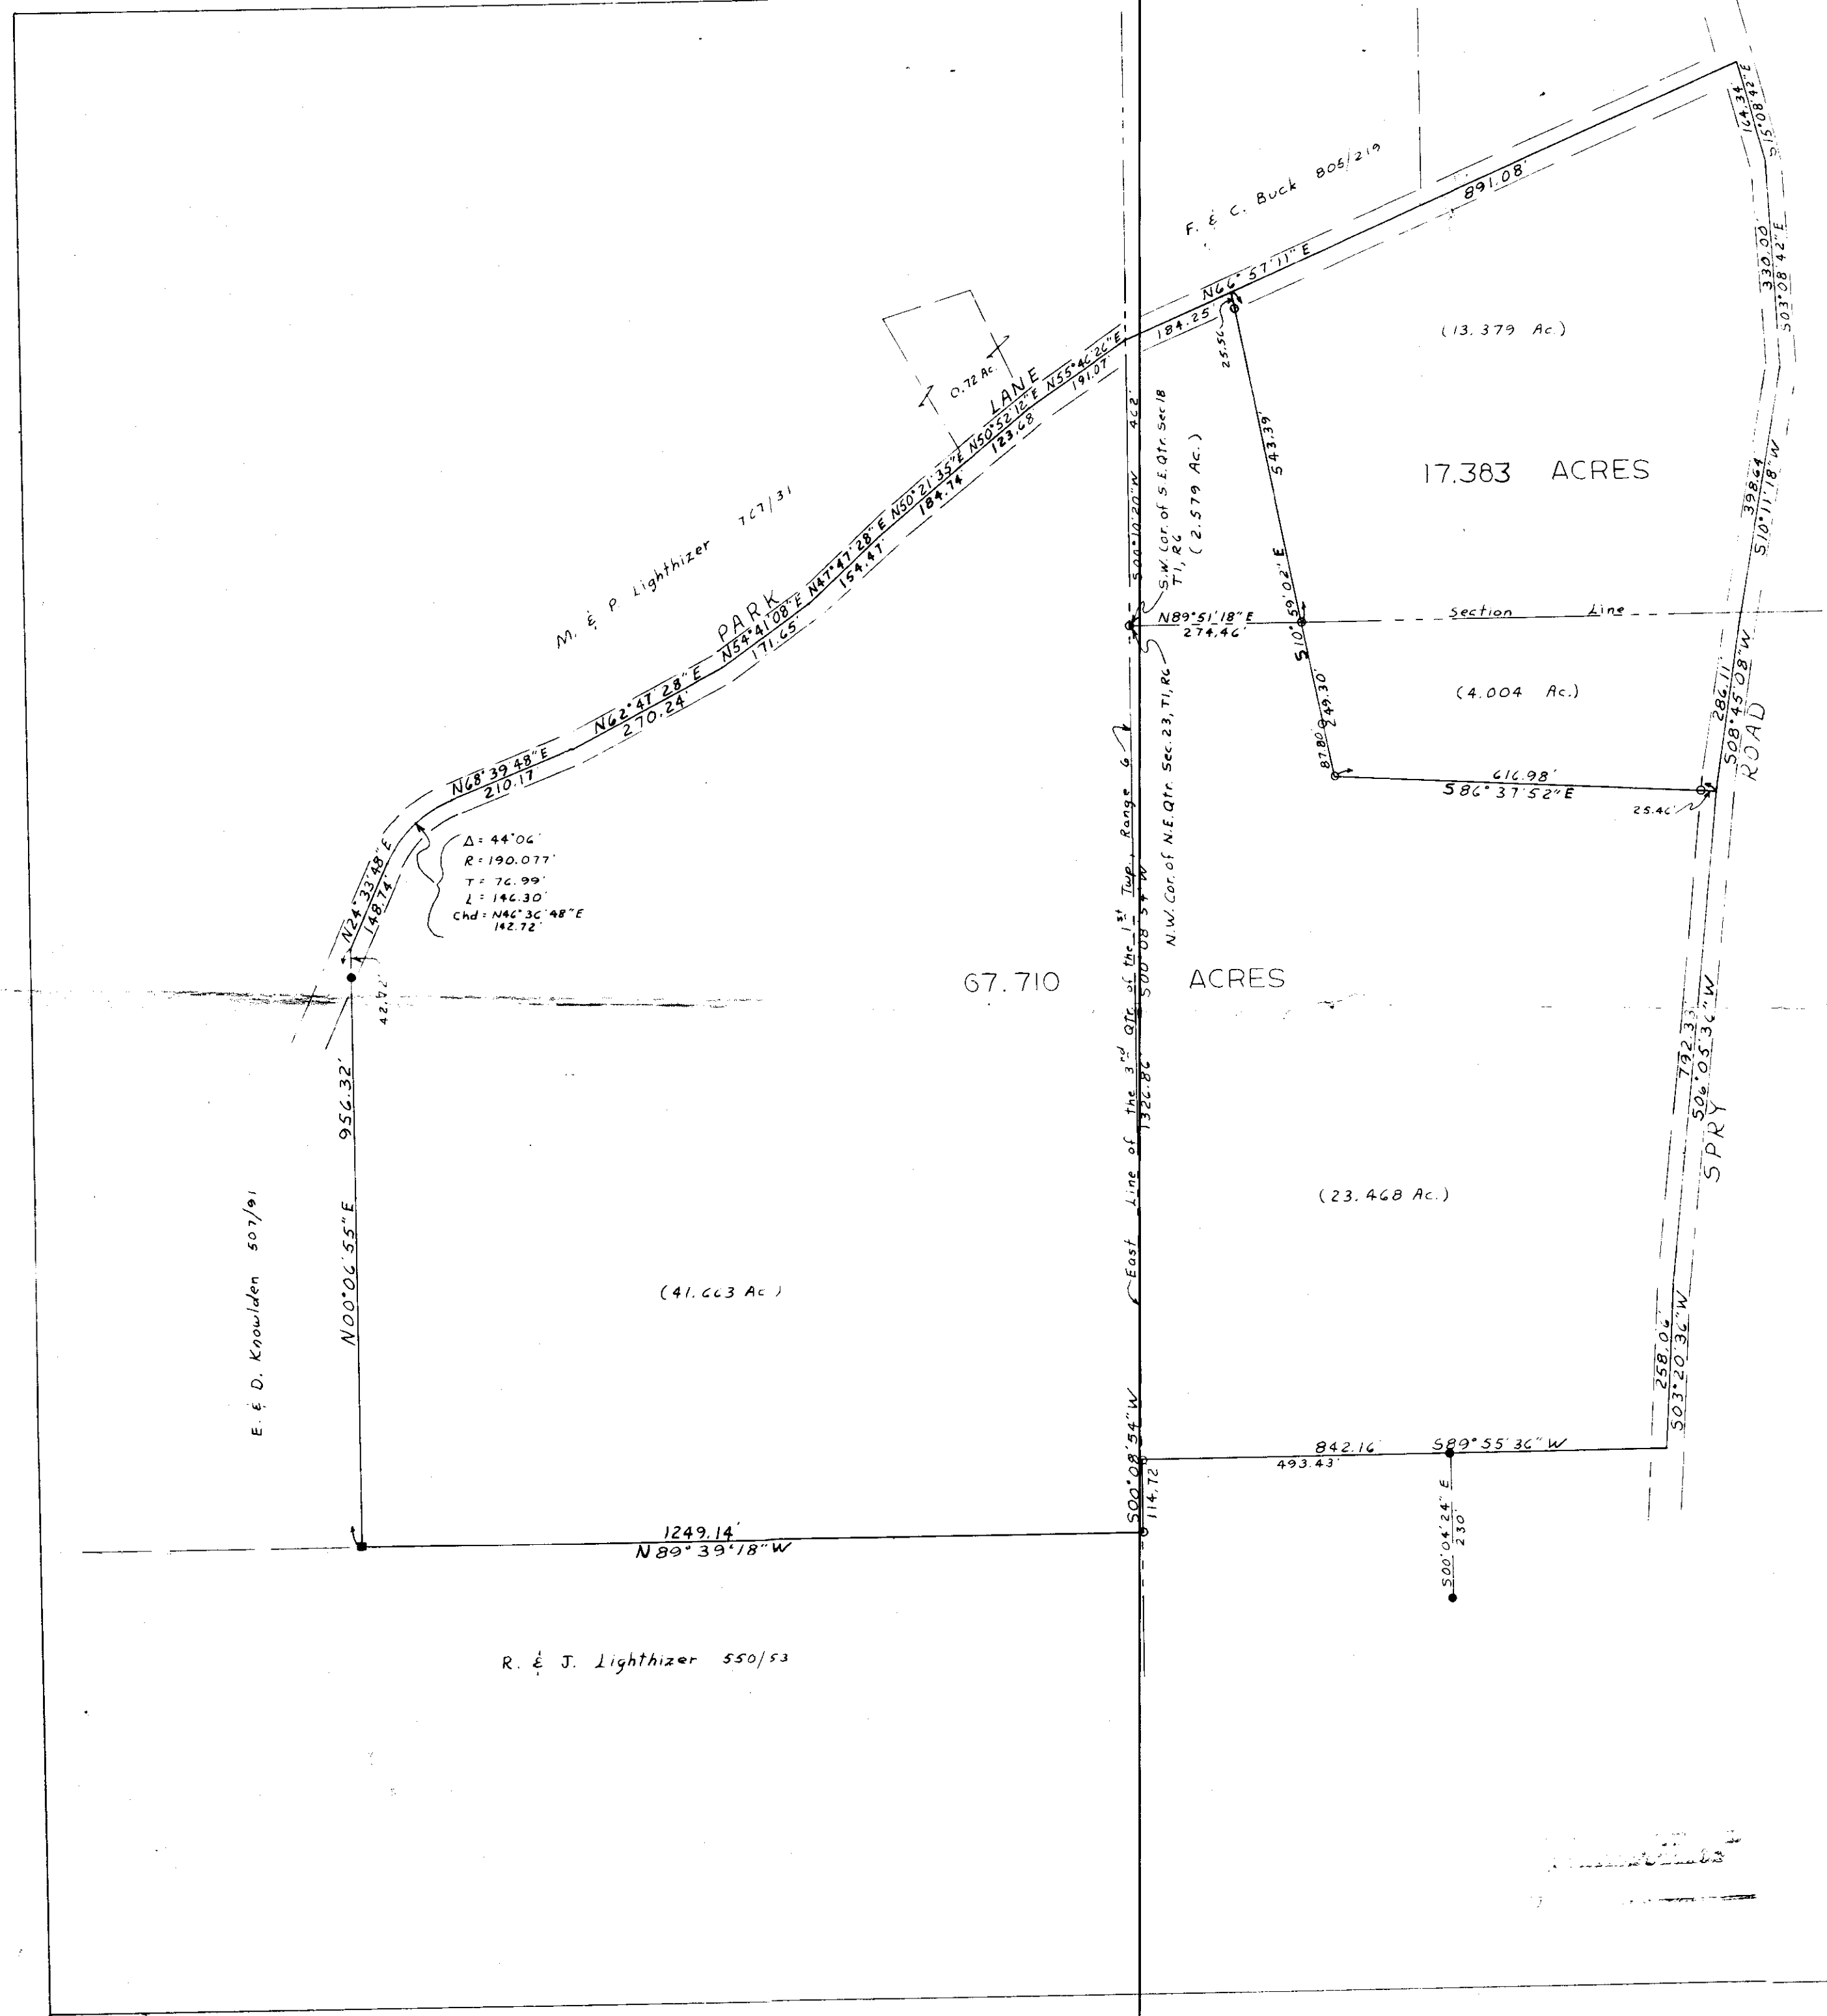 164.34'
S15°08'42"E
F. & C. Buck 805/219
891.08'
330.00'
S03°08'42"E
N66°57'11"E
184.25'
25.56'
(13.379 Ac.)
0.72 Ac.
PARK LANE
N55°46'26"E
191.07'
N50°52'12"E
123.68
N50°21'35"E
184.74'
N47°47'28"E
154.47'
N54°41'08"E
171.65'
N62°47'28"E
270.24'
N68°39'48"E
210.17'
M. & P. Lighthizer 767/31
462'
S00°10'20"W
S.W. Cor. of S.E. Qtr. Sec 18
T1, R6
(2.579 Ac.)
543.39'
17.383 ACRES
398.64'
S10°11'18"W
S10°59'02"E
N89°51'18"E
274.46'
Section Line
249.30'
87.80'
(4.004 Ac.)
286.11'
S08°45'08"W
616.98'
S86°37'52"E
25.46'
SPRY ROAD
N.W. Cor. of N.E. Qtr. Sec. 23, T1, R6
Δ = 44°06'
R = 190.077'
T = 76.99'
L = 146.30'
Chd = N46°36'48"E
142.72'
N24°33'48"E
148.74'
42.42'
67.710 ACRES
East Line of the 3rd Qtr. of the 1st Twp., Range 6
S00°08'54"W
1326.86'
792.33'
S06°05'36"W
956.32'
N00°06'55"E
E. & D. Knowlden 507/91
(41.663 Ac.)
(23.468 Ac.)
258.06'
S03°20'36"W
S00°08'54"W
114.72
842.16'
S89°55'36"W
493.43'
S00°04'24"E
230'
1249.14'
N89°39'18"W
R. & J. Lighthizer 550/53